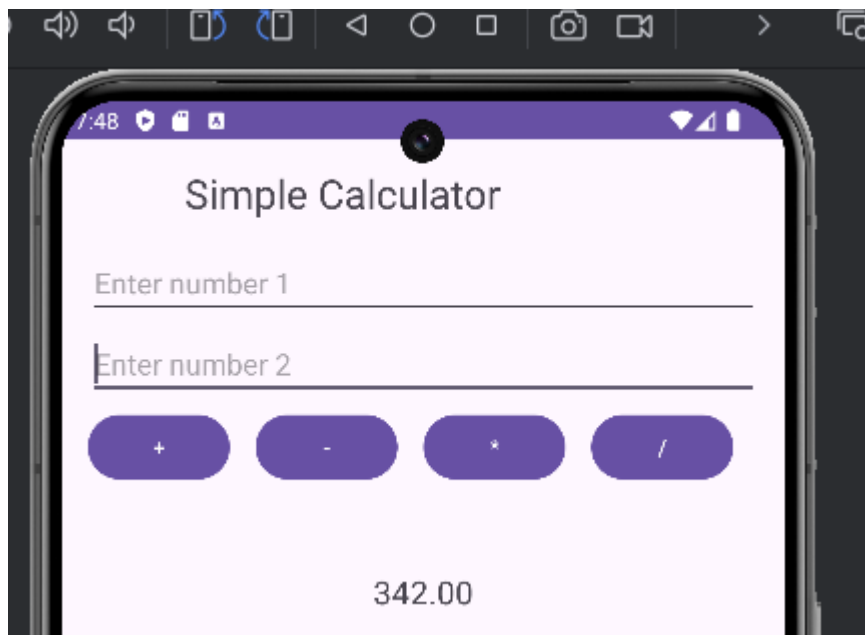 7:48
Simple Calculator
Enter number 1
Enter number 2
+ - * /
342.00